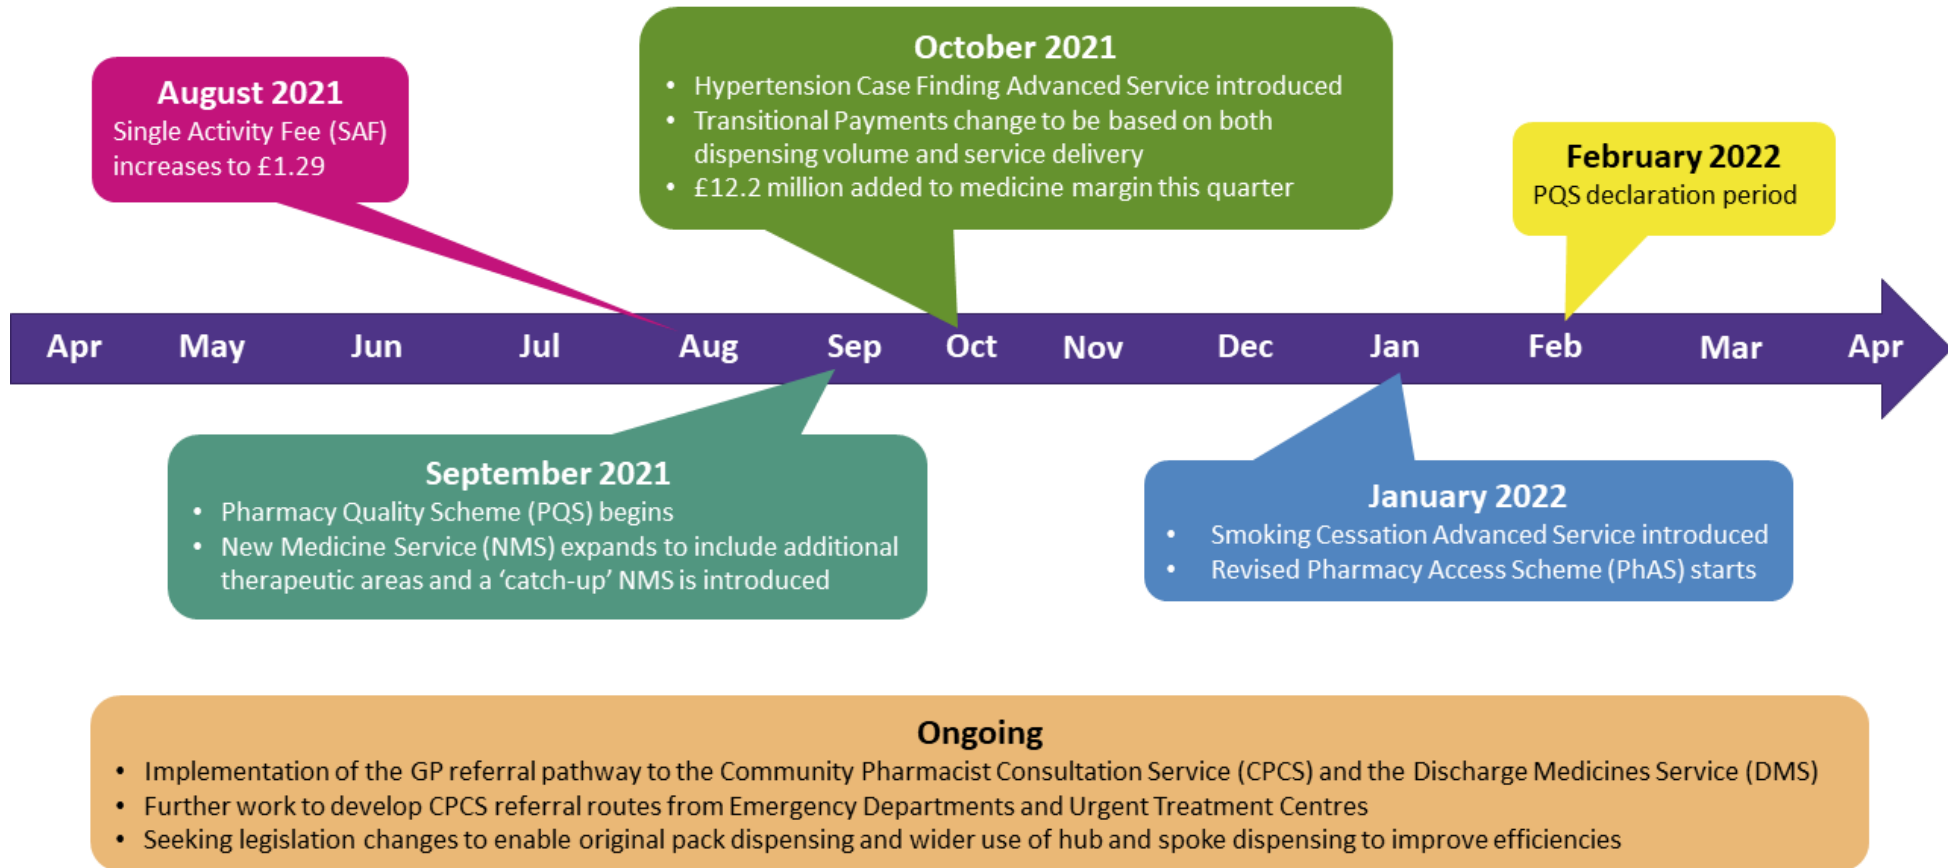 August 2021
Single Activity Fee (SAF)
increases to £1.29
October 2021
• Hypertension Case Finding Advanced Service introduced
• Transitional Payments change to be based on both
dispensing volume and service delivery
• £12.2 million added to medicine margin this quarter
February 2022
PQS declaration period
Apr May Jun Jul Aug Sep Oct Nov Dec Jan Feb Mar Apr
September 2021
• Pharmacy Quality Scheme (PQS) begins
• New Medicine Service (NMS) expands to include additional
therapeutic areas and a ‘catch-up’ NMS is introduced
January 2022
• Smoking Cessation Advanced Service introduced
• Revised Pharmacy Access Scheme (PhAS) starts
Ongoing
• Implementation of the GP referral pathway to the Community Pharmacist Consultation Service (CPCS) and the Discharge Medicines Service (DMS)
• Further work to develop CPCS referral routes from Emergency Departments and Urgent Treatment Centres
• Seeking legislation changes to enable original pack dispensing and wider use of hub and spoke dispensing to improve efficiencies